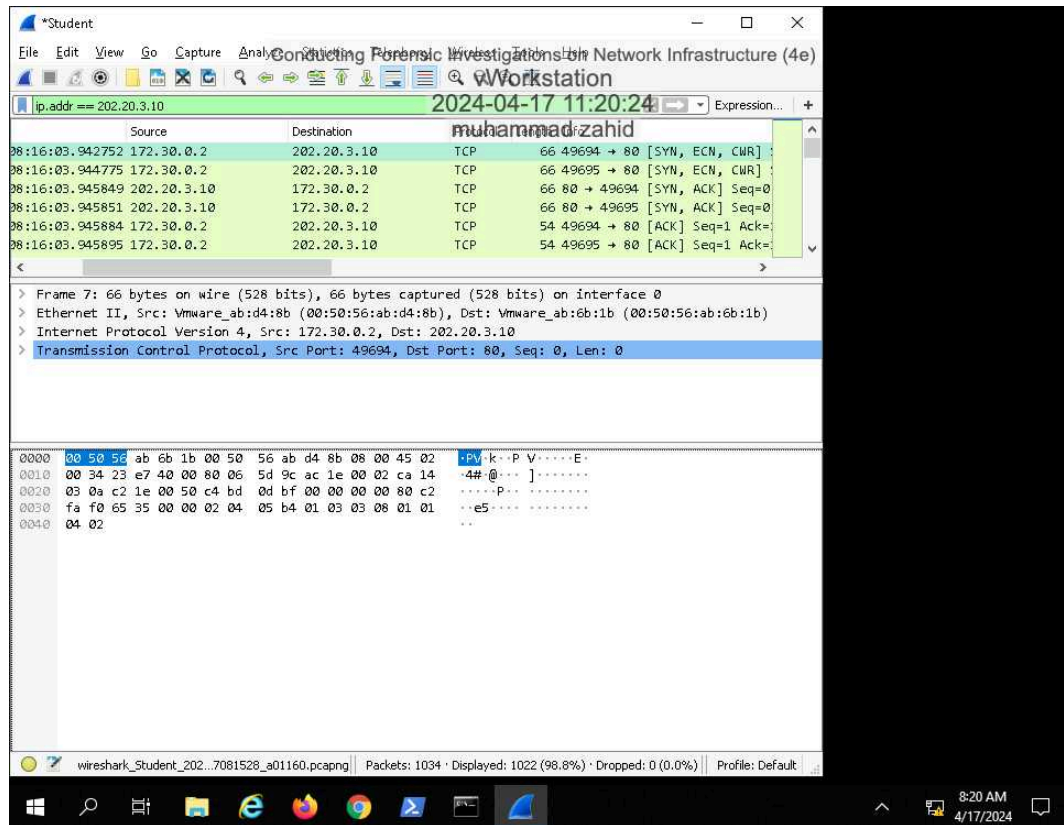 *Student
File Edit View Go Capture Analyze Statistics Telephony Wireless Tools Help
Conducting Forensic Investigations on Network Infrastructure (4e)
vWorkstation
2024-04-17 11:20:24
muhammad zahid
ip.addr == 202.20.3.10 Expression... +
Source Destination Protocol Length Info
08:16:03.942752 172.30.0.2 202.20.3.10 TCP 66 49694 → 80 [SYN, ECN, CWR]
08:16:03.944775 172.30.0.2 202.20.3.10 TCP 66 49695 → 80 [SYN, ECN, CWR]
08:16:03.945849 202.20.3.10 172.30.0.2 TCP 66 80 → 49694 [SYN, ACK] Seq=0
08:16:03.945851 202.20.3.10 172.30.0.2 TCP 66 80 → 49695 [SYN, ACK] Seq=0
08:16:03.945884 172.30.0.2 202.20.3.10 TCP 54 49694 → 80 [ACK] Seq=1 Ack=
08:16:03.945895 172.30.0.2 202.20.3.10 TCP 54 49695 → 80 [ACK] Seq=1 Ack=
> Frame 7: 66 bytes on wire (528 bits), 66 bytes captured (528 bits) on interface 0
> Ethernet II, Src: Vmware_ab:d4:8b (00:50:56:ab:d4:8b), Dst: Vmware_ab:6b:1b (00:50:56:ab:6b:1b)
> Internet Protocol Version 4, Src: 172.30.0.2, Dst: 202.20.3.10
> Transmission Control Protocol, Src Port: 49694, Dst Port: 80, Seq: 0, Len: 0
0000 00 50 56 ab 6b 1b 00 50 56 ab d4 8b 08 00 45 02 ·PV·k··P V·····E·
0010 00 34 23 e7 40 00 80 06 5d 9c ac 1e 00 02 ca 14 ·4#·@··· ]·······
0020 03 0a c2 1e 00 50 c4 bd 0d bf 00 00 00 00 80 c2 ·····P·· ········
0030 fa f0 65 35 00 00 02 04 05 b4 01 03 03 08 01 01 ··e5···· ········
0040 04 02 ··
wireshark_Student_202...7081528_a01160.pcapng Packets: 1034 · Displayed: 1022 (98.8%) · Dropped: 0 (0.0%) Profile: Default
8:20 AM
4/17/2024